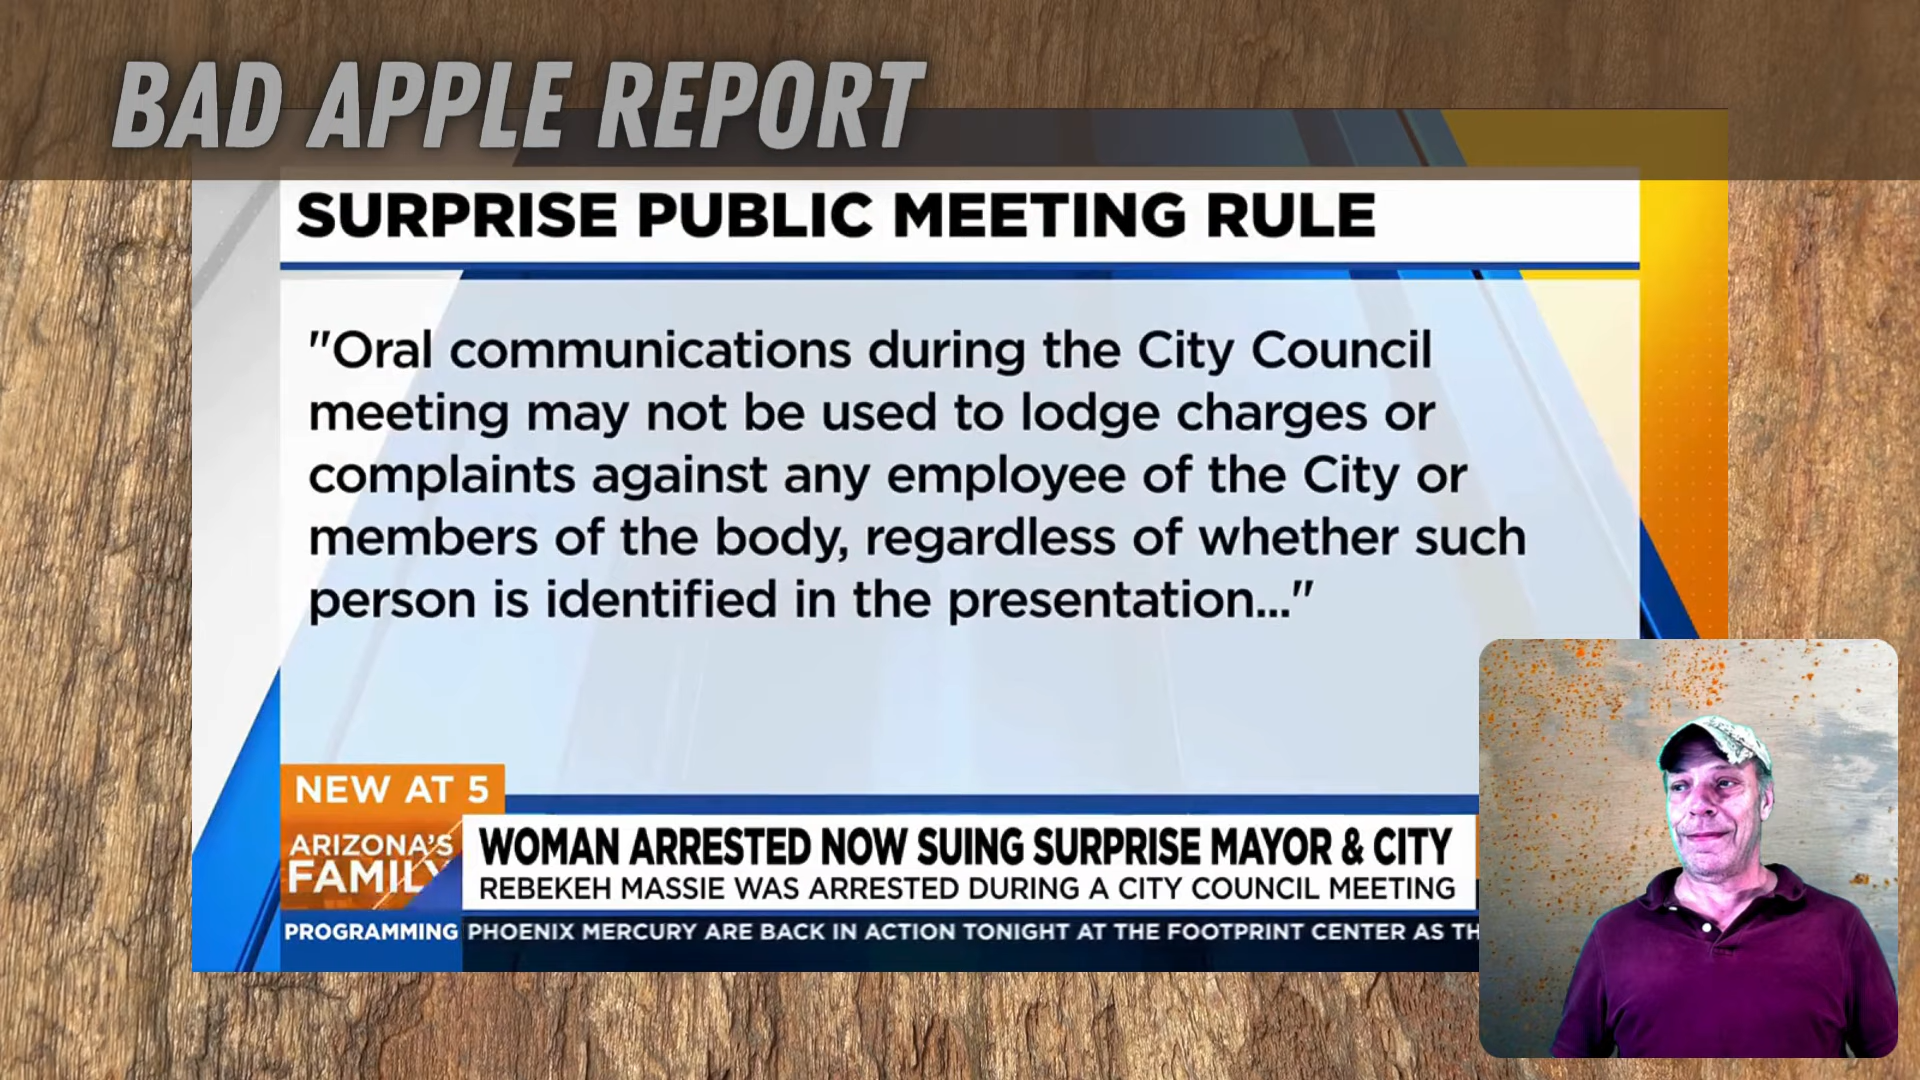 BAD APPLE REPORT
SURPRISE PUBLIC MEETING RULE
"Oral communications during the City Council
meeting may not be used to lodge charges or
complaints against any employee of the City or
members of the body, regardless of whether such
person is identified in the presentation..."
NEW AT 5
ARIZONA'S
FAMILY
WOMAN ARRESTED NOW SUING SURPRISE MAYOR & CITY
REBEKEH MASSIE WAS ARRESTED DURING A CITY COUNCIL MEETING
PROGRAMMING PHOENIX MERCURY ARE BACK IN ACTION TONIGHT AT THE FOOTPRINT CENTER AS